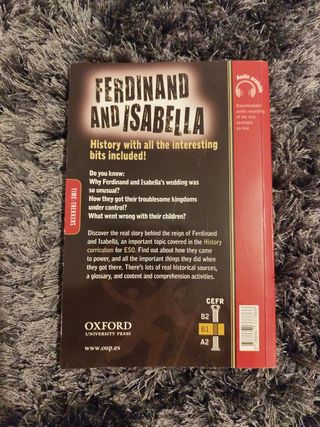 FERDINAND
AND ISABELLA
History with all the interesting
bits included!
Do you know:
Why Ferdinand and Isabella's wedding was
so unusual?
How they got their troublesome kingdoms
under control?
What went wrong with their children?
Discover the real story behind the reign of Ferdinand
and Isabella, an important topic covered in the History
curriculum for ESO. Find out about how they came
to power, and all the important things they did when
they got there. There's lots of real historical sources,
a glossary, and content and comprehension activities.
CEFR
B2
B1
A2
OXFORD
UNIVERSITY PRESS
www.oup.es
TIME-TREKKERS
Audio available
Downloadable
audio recording
of the text
available
on line